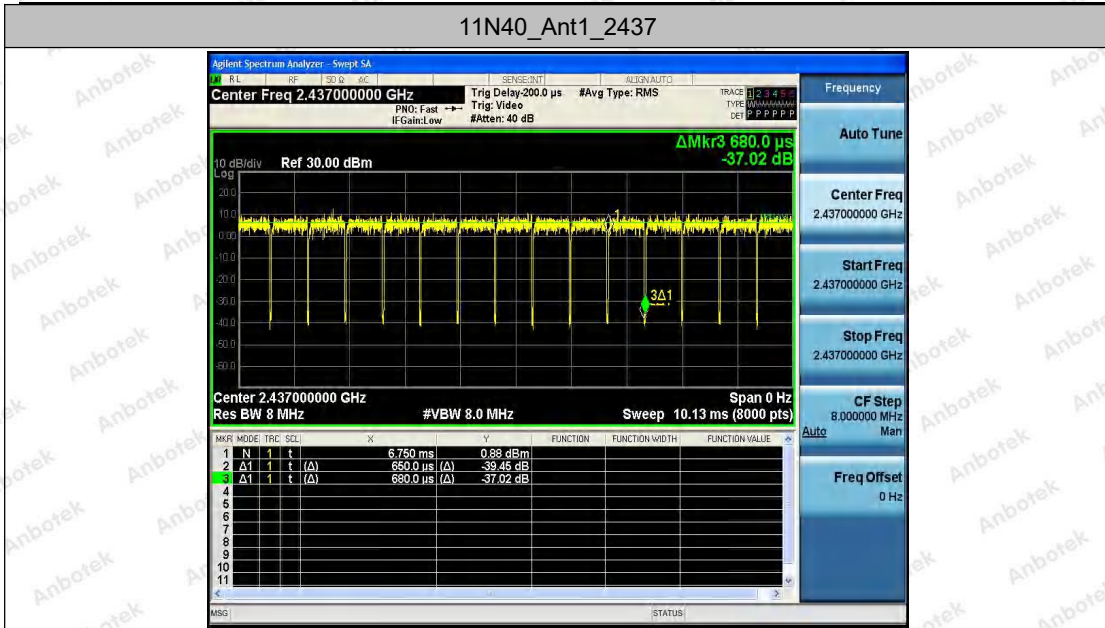 11N40_Ant1_2437
Agilent Spectrum Analyzer - Swept SA
RL RF 50 Ω AC SENSE:INT ALIGNAUTO
Center Freq 2.437000000 GHz
PNO: Fast
IFGain:Low
Trig Delay-200.0 µs
Trig: Video
#Atten: 40 dB
#Avg Type: RMS
TRACE 1 2 3 4 5 6
TYPE
DET P P P P P P
ΔMkr3 680.0 µs
-37.02 dB
10 dB/div
Log
Ref 30.00 dBm
20.0
10.0
0.00
-10.0
-20.0
-30.0
-40.0
-50.0
-60.0
1
3Δ1
Center 2.437000000 GHz
Span 0 Hz
Res BW 8 MHz
#VBW 8.0 MHz
Sweep 10.13 ms (8000 pts)
MKR MODE TRC SCL X Y FUNCTION FUNCTION WIDTH FUNCTION VALUE
1 N 1 t 6.750 ms 0.88 dBm
2 Δ1 1 t (Δ) 650.0 µs (Δ) -39.45 dB
3 Δ1 1 t (Δ) 680.0 µs (Δ) -37.02 dB
4
5
6
7
8
9
10
11
MSG
STATUS
Frequency
Auto Tune
Center Freq
2.437000000 GHz
Start Freq
2.437000000 GHz
Stop Freq
2.437000000 GHz
CF Step
8.000000 MHz
Auto Man
Freq Offset
0 Hz
Anbotek